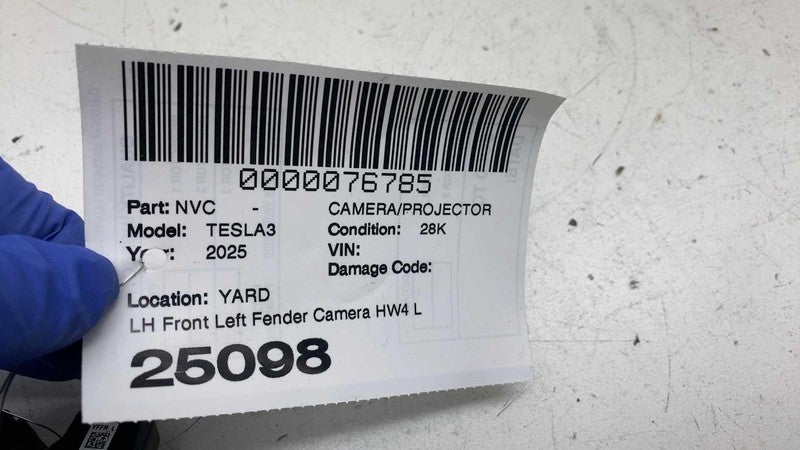 0000076785
Part: NVC - CAMERA/PROJECTOR
Model: TESLA3 Condition: 28K
Year: 2025 VIN:
Damage Code:
Location: YARD
LH Front Left Fender Camera HW4 L
25098